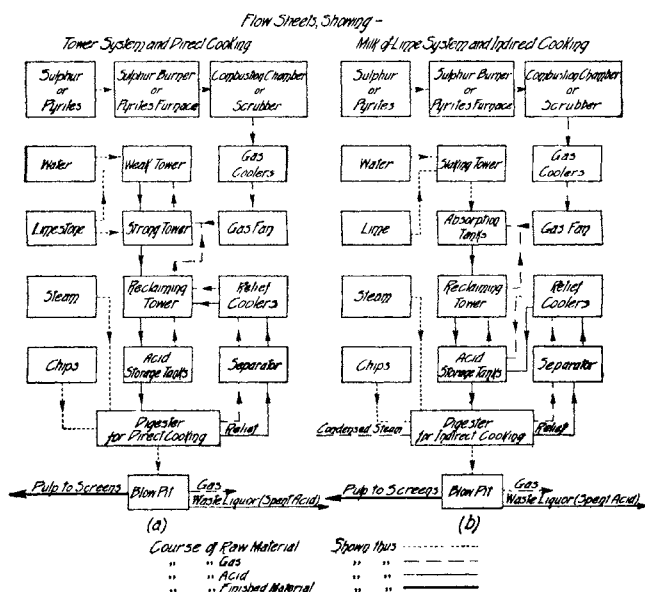 Flow Sheets, Showing –
Tower System and Direct Cooking
Milk of Lime System and Indirect Cooking
Sulphur
or
Pyrites
Sulphur Burner
or
Pyrites Furnace
Combustion Chamber
or
Scrubber
Water
Weak Tower
Gas
Coolers
Limestone
Strong Tower
Gas Fan
Steam
Reclaiming
Tower
Relief
Coolers
Chips
Acid
Storage Tanks
Separator
Digester
for Direct Cooking
Relief
Pulp to Screens
Blow Pit
Gas
Waste Liquor (Spent Acid)
(a)
Sulphur
or
Pyrites
Sulphur Burner
or
Pyrites Furnace
Combustion Chamber
or
Scrubber
Water
Slaking Tower
Gas
Coolers
Lime
Absorption
Tanks
Gas Fan
Steam
Reclaiming
Tower
Relief
Coolers
Chips
Acid
Storage Tanks
Separator
Condensed Steam
Digester
for Indirect Cooking
Relief
Pulp to Screens
Blow Pit
Gas
Waste Liquor (Spent Acid)
(b)
Course of Raw Material Shown thus
" " Gas " "
" " Acid " "
" " Finished Material " "